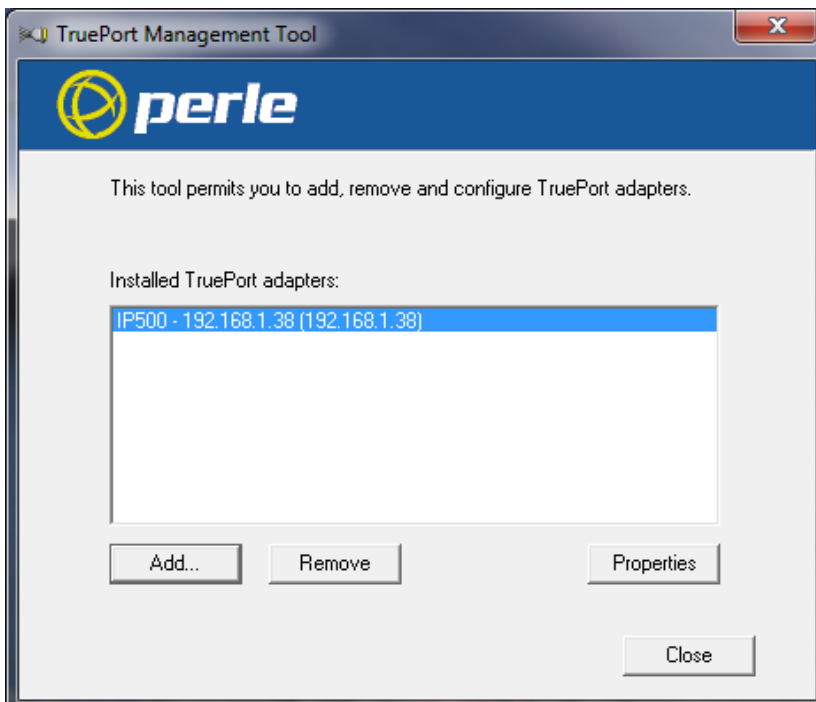 TruePort Management Tool
perle
This tool permits you to add, remove and configure TruePort adapters.
Installed TruePort adapters:
IP500 - 192.168.1.38 (192.168.1.38)
Add...
Remove
Properties
Close